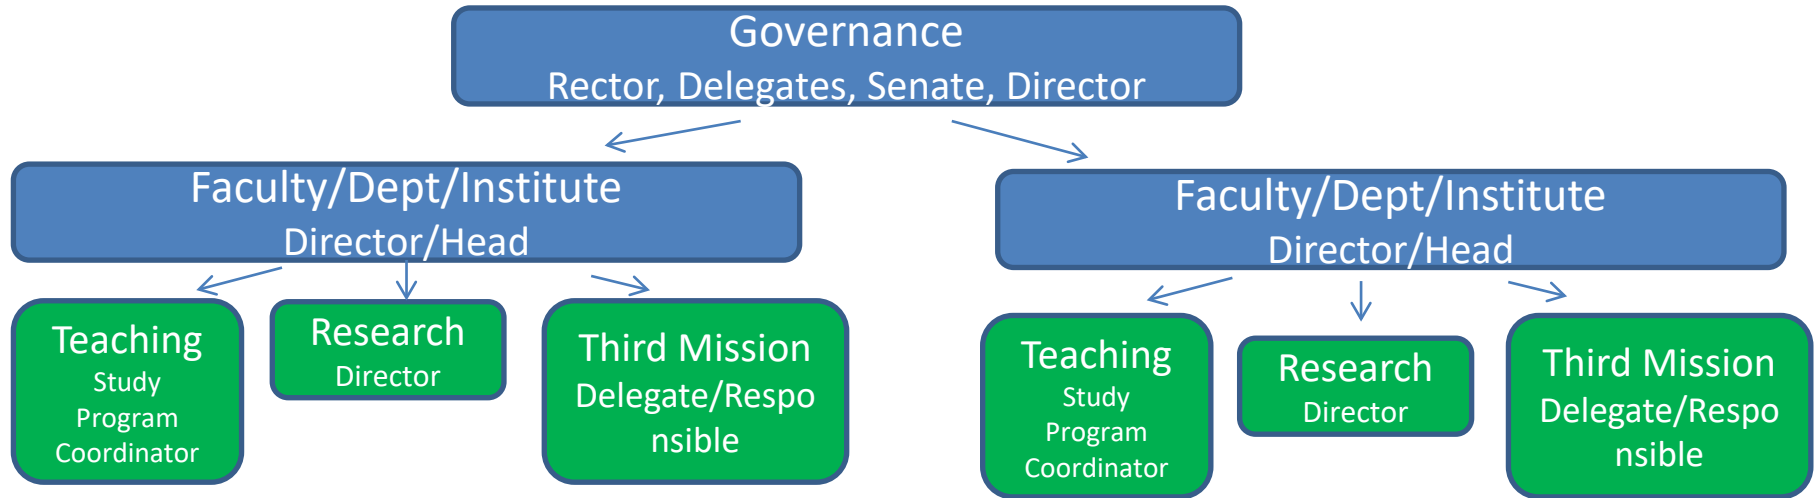 Governance
Rector, Delegates, Senate, Director
Faculty/Dept/Institute
Director/Head
Faculty/Dept/Institute
Director/Head
Teaching
Study
Program
Coordinator
Research
Director
Third Mission
Delegate/Respo
nsible
Teaching
Study
Program
Coordinator
Research
Director
Third Mission
Delegate/Respo
nsible